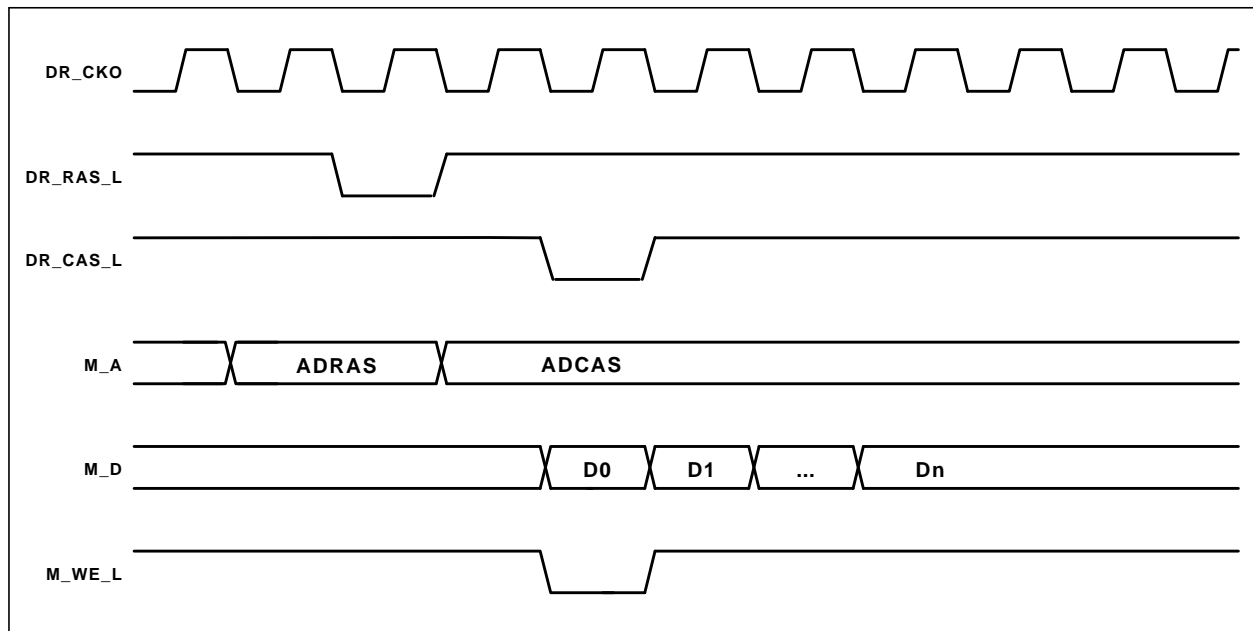 DR_CKO
DR_RAS_L
DR_CAS_L
M_A ADRAS ADCAS
M_D D0 D1 ... Dn
M_WE_L